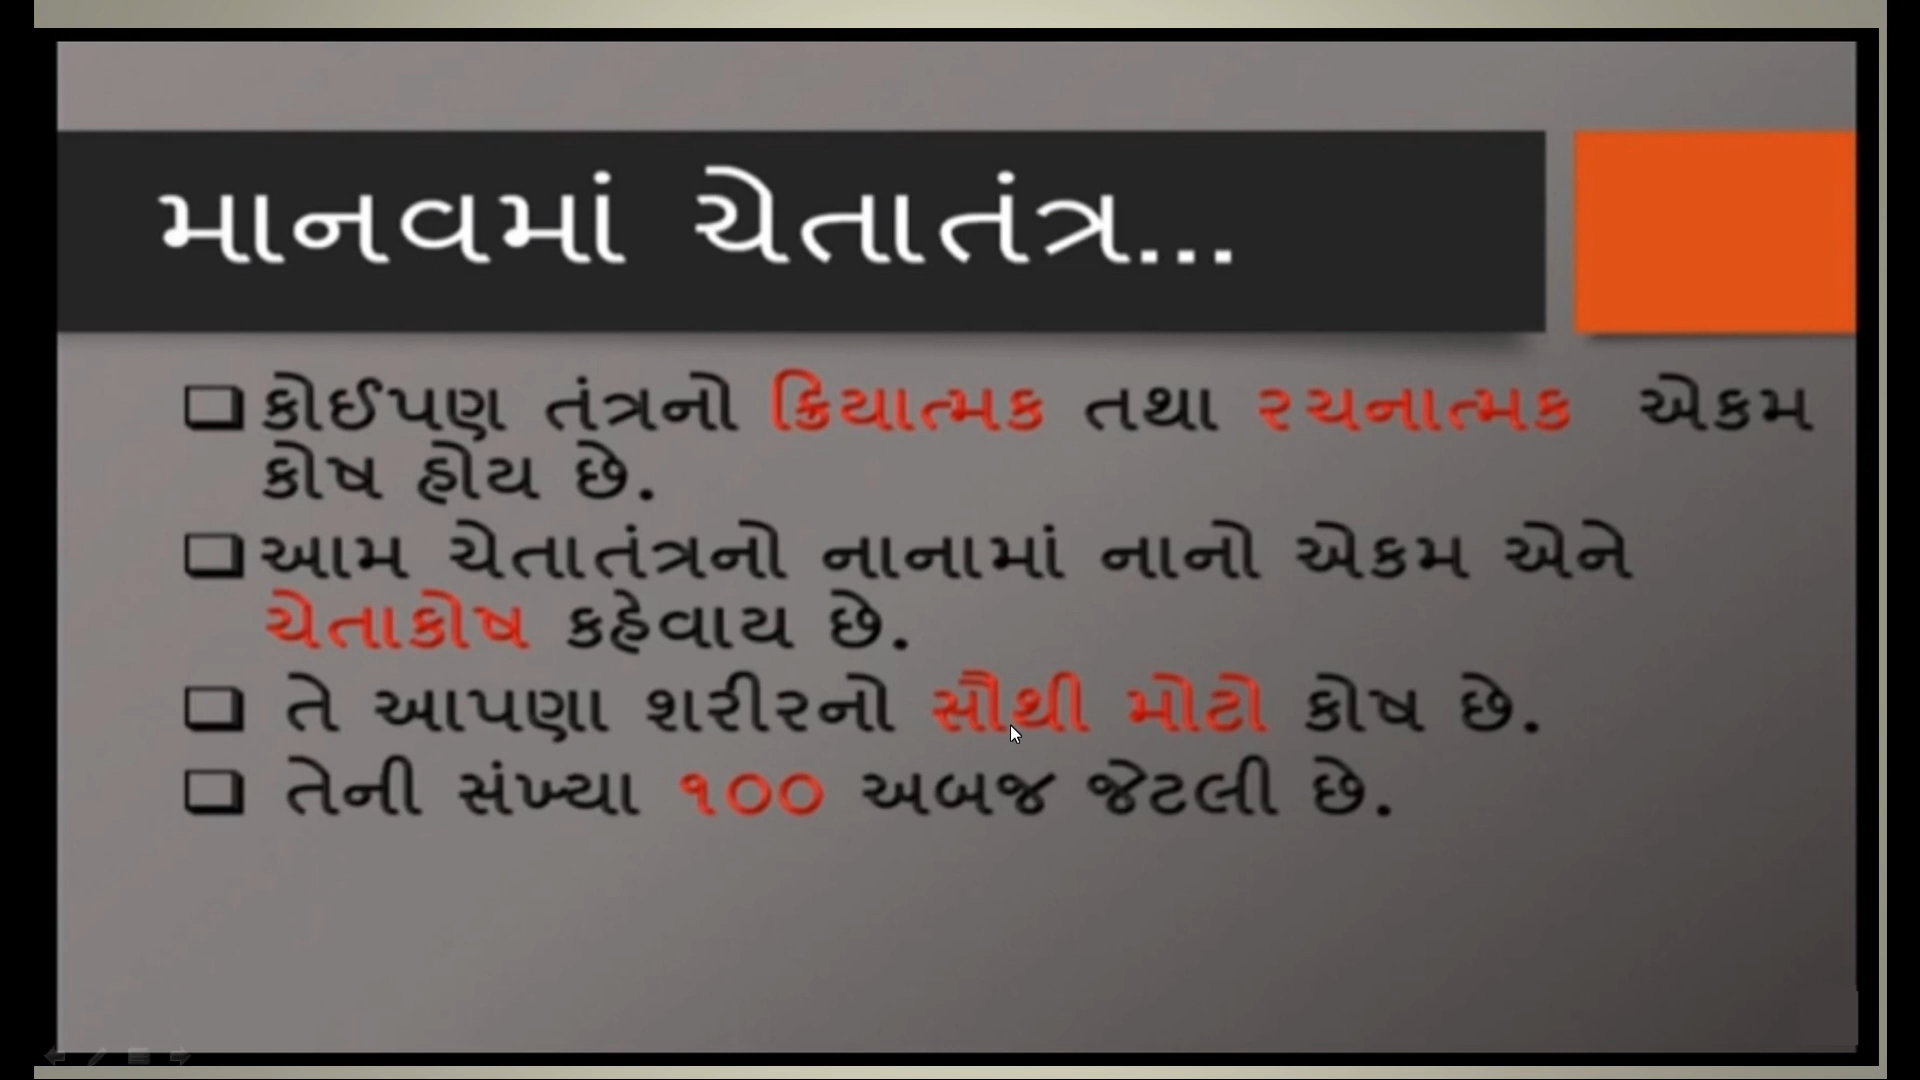 માનવમાં ચેતાતંત્ર...
કોઈપણ તંત્રનો ક્રિયાત્મક તથા રચનાત્મક એકમ
કોષ હોય છે.
આમ ચેતાતંત્રનો નાનામાં નાનો એકમ એને
ચેતાકોષ કહેવાય છે.
તે આપણા શરીરનો સૌથી મોટો કોષ છે.
તેની સંખ્યા ૧૦૦ અબજ જેટલી છે.